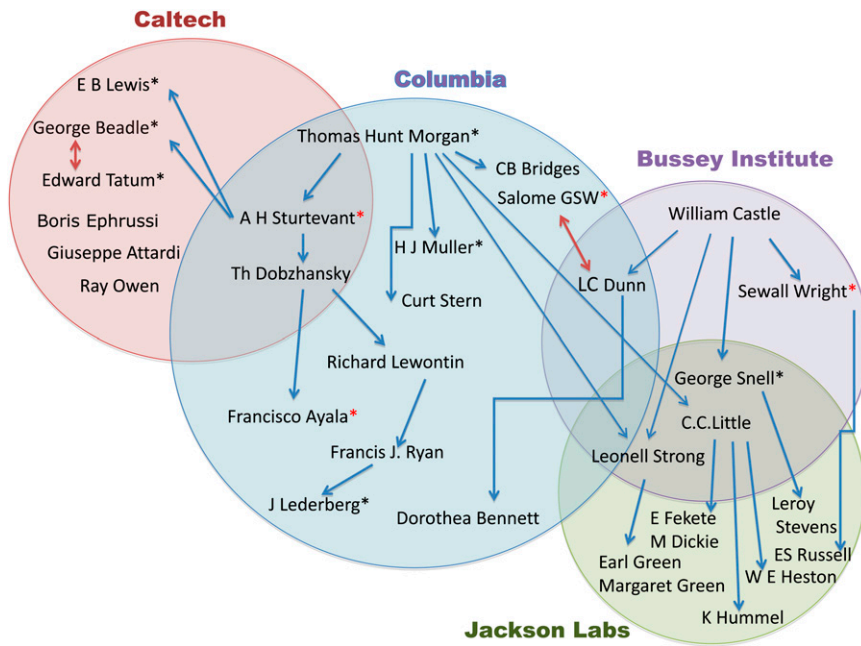 Caltech
Columbia
Bussey Institute
E B Lewis*
George Beadle*
Edward Tatum*
Boris Ephrussi
Giuseppe Attardi
Ray Owen
A H Sturtevant*
Th Dobzhansky
Thomas Hunt Morgan*
CB Bridges
Salome GSW*
H J Muller*
Curt Stern
LC Dunn
William Castle
Sewall Wright*
Richard Lewontin
Francisco Ayala*
Francis J. Ryan
J Lederberg*
Dorothea Bennett
George Snell*
C.C.Little
Leonell Strong
E Fekete
M Dickie
Earl Green
Margaret Green
Leroy
Stevens
ES Russell
W E Heston
K Hummel
Jackson Labs